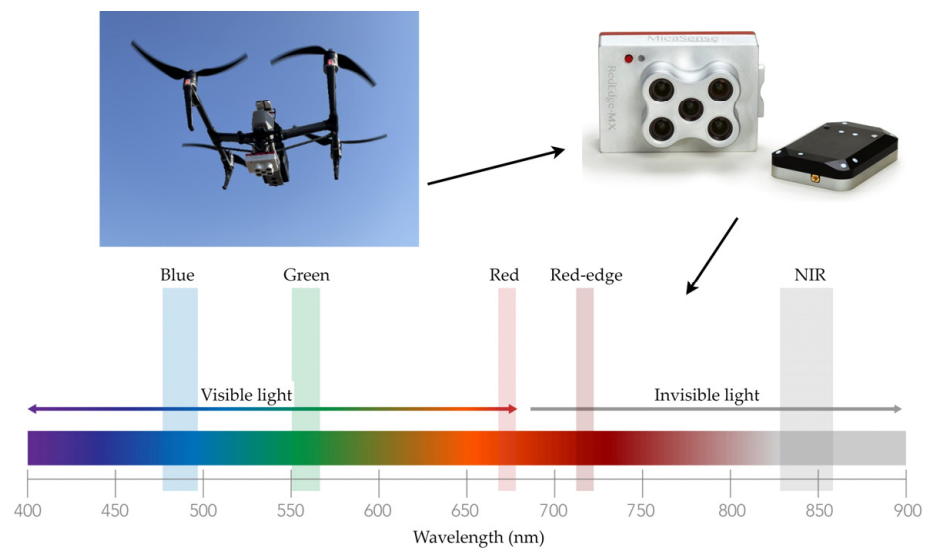 MicaSense
RedEdge-MX
Blue
Green
Red
Red-edge
NIR
Visible light
Invisible light
400 450 500 550 600 650 700 750 800 850 900
Wavelength (nm)